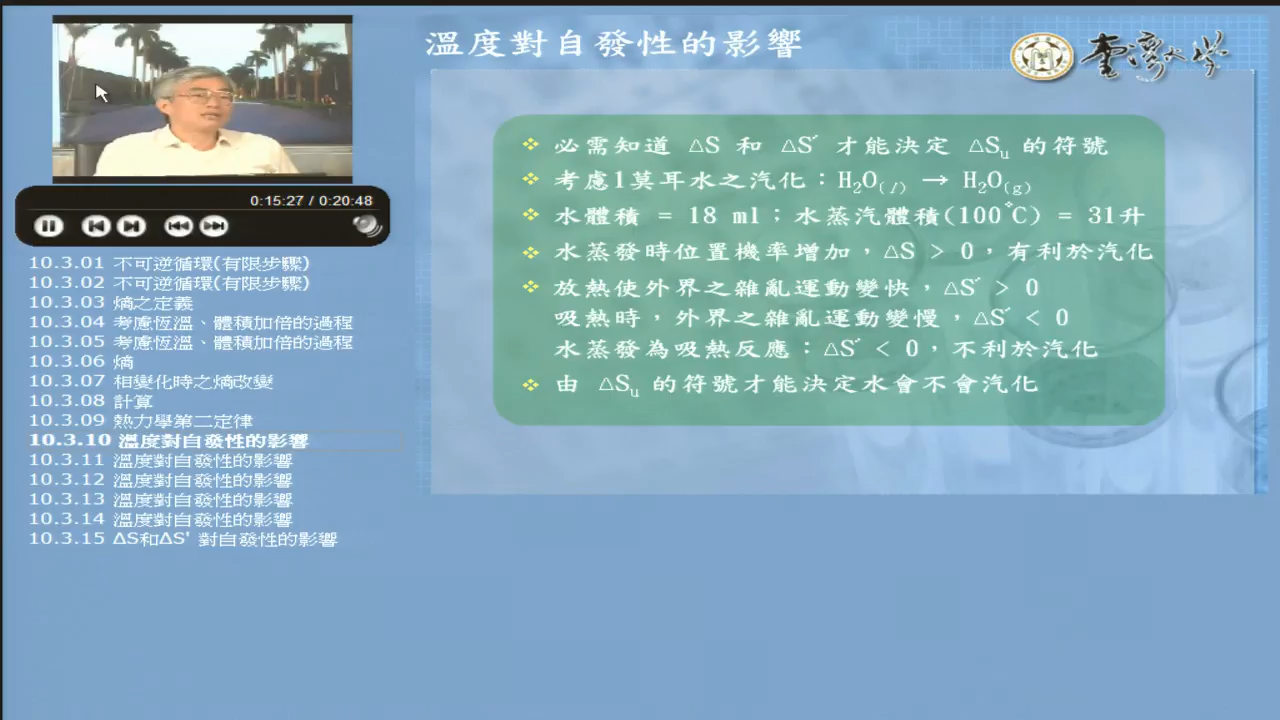 溫度對自發性的影響
臺灣大學
❖ 必需知道 △S 和 △S′ 才能決定 △Su 的符號
❖ 考慮1莫耳水之汽化：H2O(l) → H2O(g)
❖ 水體積 = 18 ml；水蒸汽體積(100℃) = 31升
❖ 水蒸發時位置機率增加，△S > 0，有利於汽化
❖ 放熱使外界之雜亂運動變快，△S′ > 0
吸熱時，外界之雜亂運動變慢，△S′ < 0
水蒸發為吸熱反應：△S′ < 0，不利於汽化
❖ 由 △Su 的符號才能決定水會不會汽化
0:15:27 / 0:20:48
10.3.01 不可逆循環(有限步驟)
10.3.02 不可逆循環(有限步驟)
10.3.03 熵之定義
10.3.04 考慮恆溫、體積加倍的過程
10.3.05 考慮恆溫、體積加倍的過程
10.3.06 熵
10.3.07 相變化時之熵改變
10.3.08 計算
10.3.09 熱力學第二定律
10.3.10 溫度對自發性的影響
10.3.11 溫度對自發性的影響
10.3.12 溫度對自發性的影響
10.3.13 溫度對自發性的影響
10.3.14 溫度對自發性的影響
10.3.15 ΔS和ΔS' 對自發性的影響